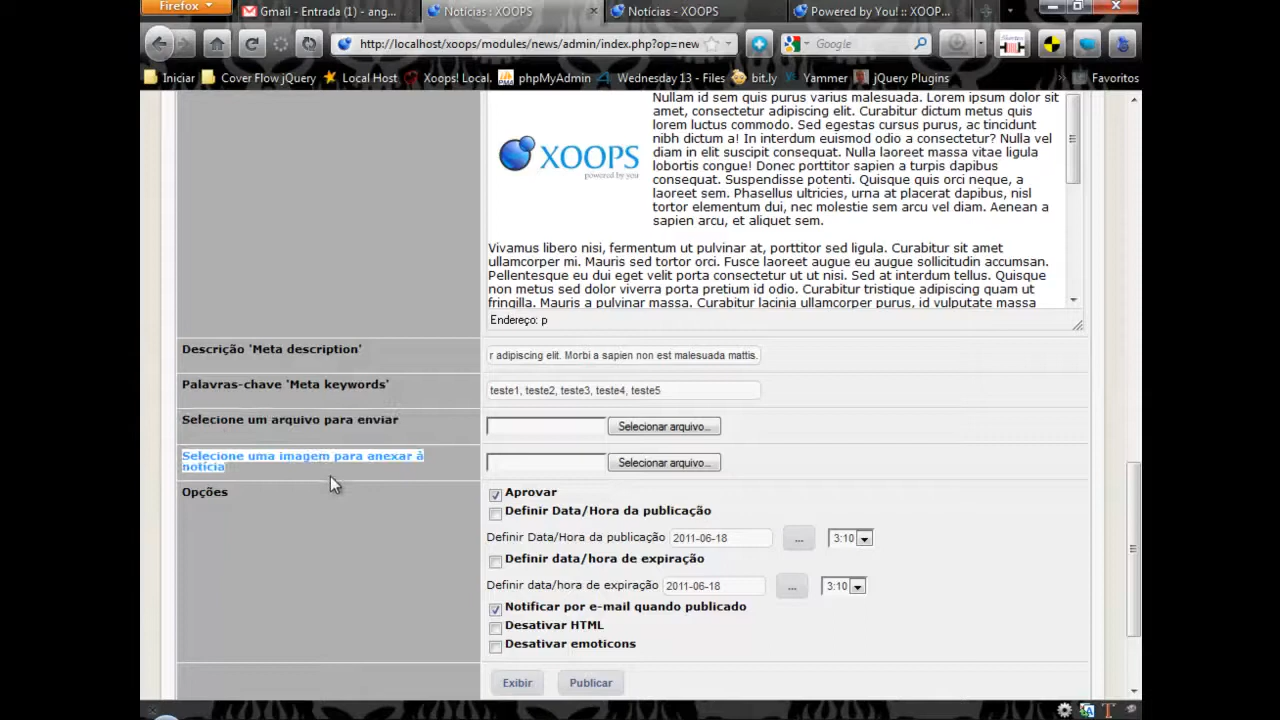 Firefox
Gmail - Entrada (1) - ang...
Notícias : XOOPS
Notícias - XOOPS
Powered by You! :: XOOP...
http://localhost/xoops/modules/news/admin/index.php?op=new
Google
Iniciar
Cover Flow jQuery
Local Host
Xoops! Local.
phpMyAdmin
Wednesday 13 - Files
bit.ly
Yammer
jQuery Plugins
Favoritos
Nullam id sem quis purus varius malesuada. Lorem ipsum dolor sit
amet, consectetur adipiscing elit. Curabitur dictum metus quis
lorem luctus commodo. Sed egestas cursus purus, ac tincidunt
nibh dictum a! In interdum euismod odio a consectetur? Nulla vel
diam in elit suscipit consequat. Nulla laoreet massa vitae ligula
lobortis congue! Donec porttitor sapien a turpis dapibus
consequat. Suspendisse potenti. Quisque quis orci neque, a
laoreet sem. Phasellus ultricies, urna at placerat dapibus, nisl
tortor elementum dui, nec molestie sem arcu vel diam. Aenean a
sapien arcu, et aliquet sem.
XOOPS
powered by you
Vivamus libero nisi, fermentum ut pulvinar at, porttitor sed ligula. Curabitur sit amet
ullamcorper mi. Mauris sed tortor orci. Fusce laoreet augue eu augue sollicitudin accumsan.
Pellentesque eu dui eget velit porta consectetur ut ut nisi. Sed at interdum tellus. Quisque
non metus sed dolor viverra porta pretium id odio. Curabitur tristique adipiscing quam ut
fringilla. Mauris a pulvinar massa. Curabitur lacinia ullamcorper purus, id vulputate massa
Endereço: p
Descrição 'Meta description'
r adipiscing elit. Morbi a sapien non est malesuada mattis.
Palavras-chave 'Meta keywords'
teste1, teste2, teste3, teste4, teste5
Selecione um arquivo para enviar
Selecionar arquivo...
Selecione uma imagem para anexar à
notícia
Selecionar arquivo...
Opções
Aprovar
Definir Data/Hora da publicação
Definir Data/Hora da publicação 2011-06-18 ... 3:10
Definir data/hora de expiração
Definir data/hora de expiração 2011-06-18 ... 3:10
Notificar por e-mail quando publicado
Desativar HTML
Desativar emoticons
Exibir
Publicar